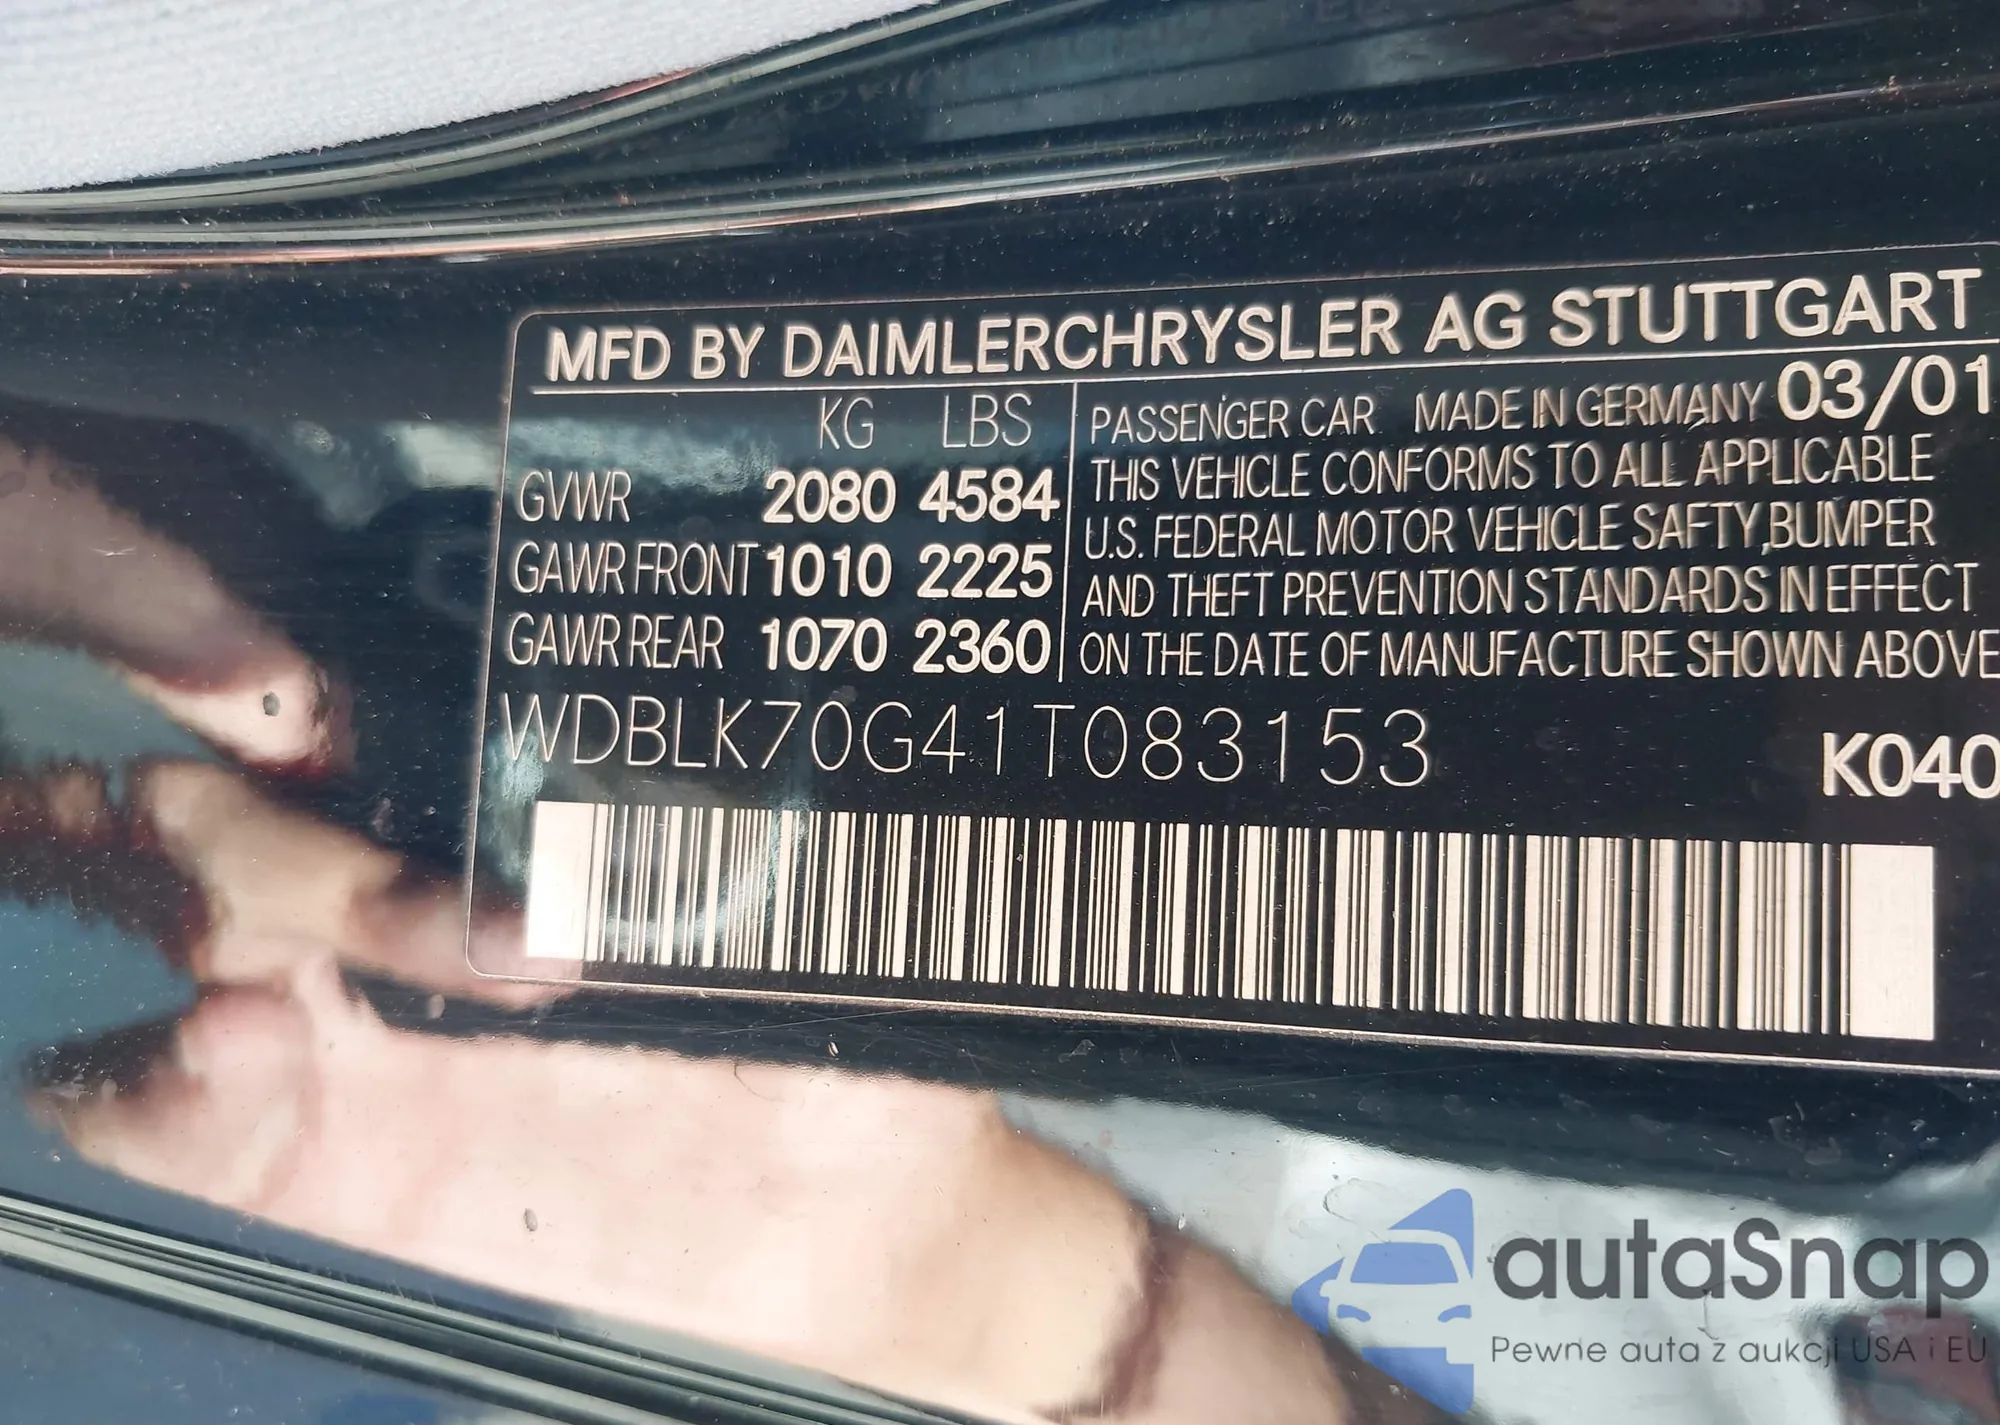 MFD BY DAIMLERCHRYSLER AG STUTTGART
KG LBS
GVWR 2080 4584
GAWR FRONT 1010 2225
GAWR REAR 1070 2360
PASSENGER CAR MADE IN GERMANY 03/01
THIS VEHICLE CONFORMS TO ALL APPLICABLE
U.S. FEDERAL MOTOR VEHICLE SAFTY,BUMPER
AND THEFT PREVENTION STANDARDS IN EFFECT
ON THE DATE OF MANUFACTURE SHOWN ABOVE
WDBLK70G41T083153
K040
autaSnap
Pewne auta z aukcji USA i EU